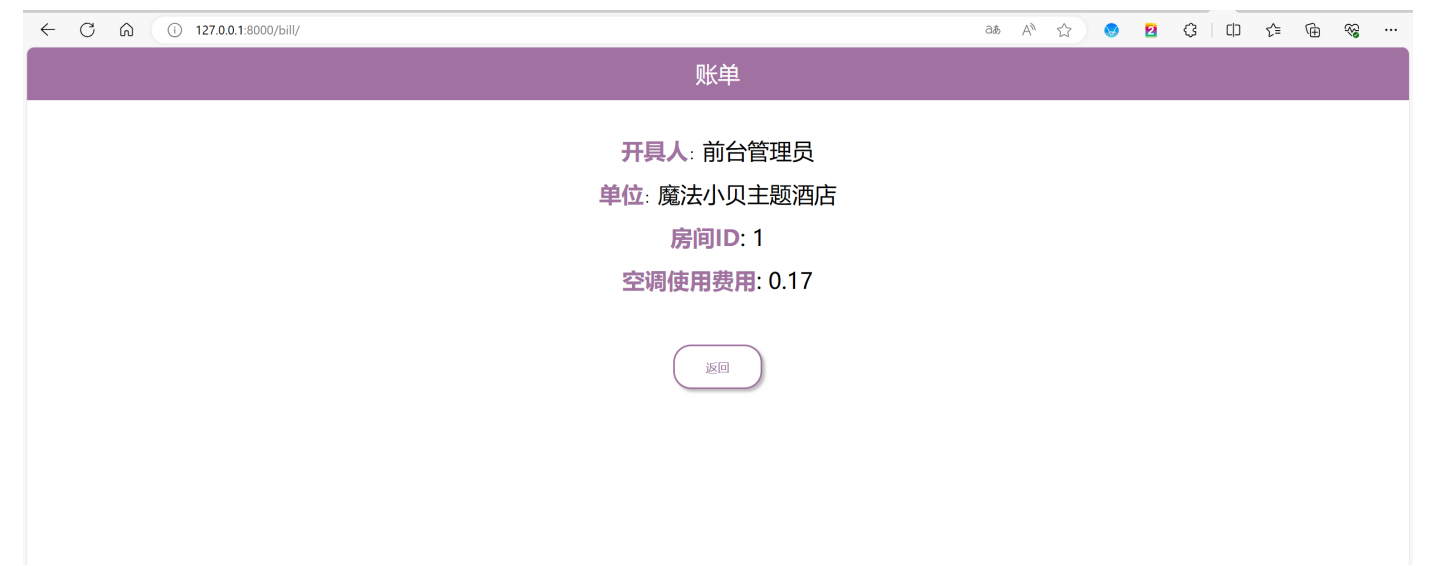 127.0.0.1:8000/bill/
账单
开具人: 前台管理员
单位: 魔法小贝主题酒店
房间ID: 1
空调使用费用: 0.17
返回